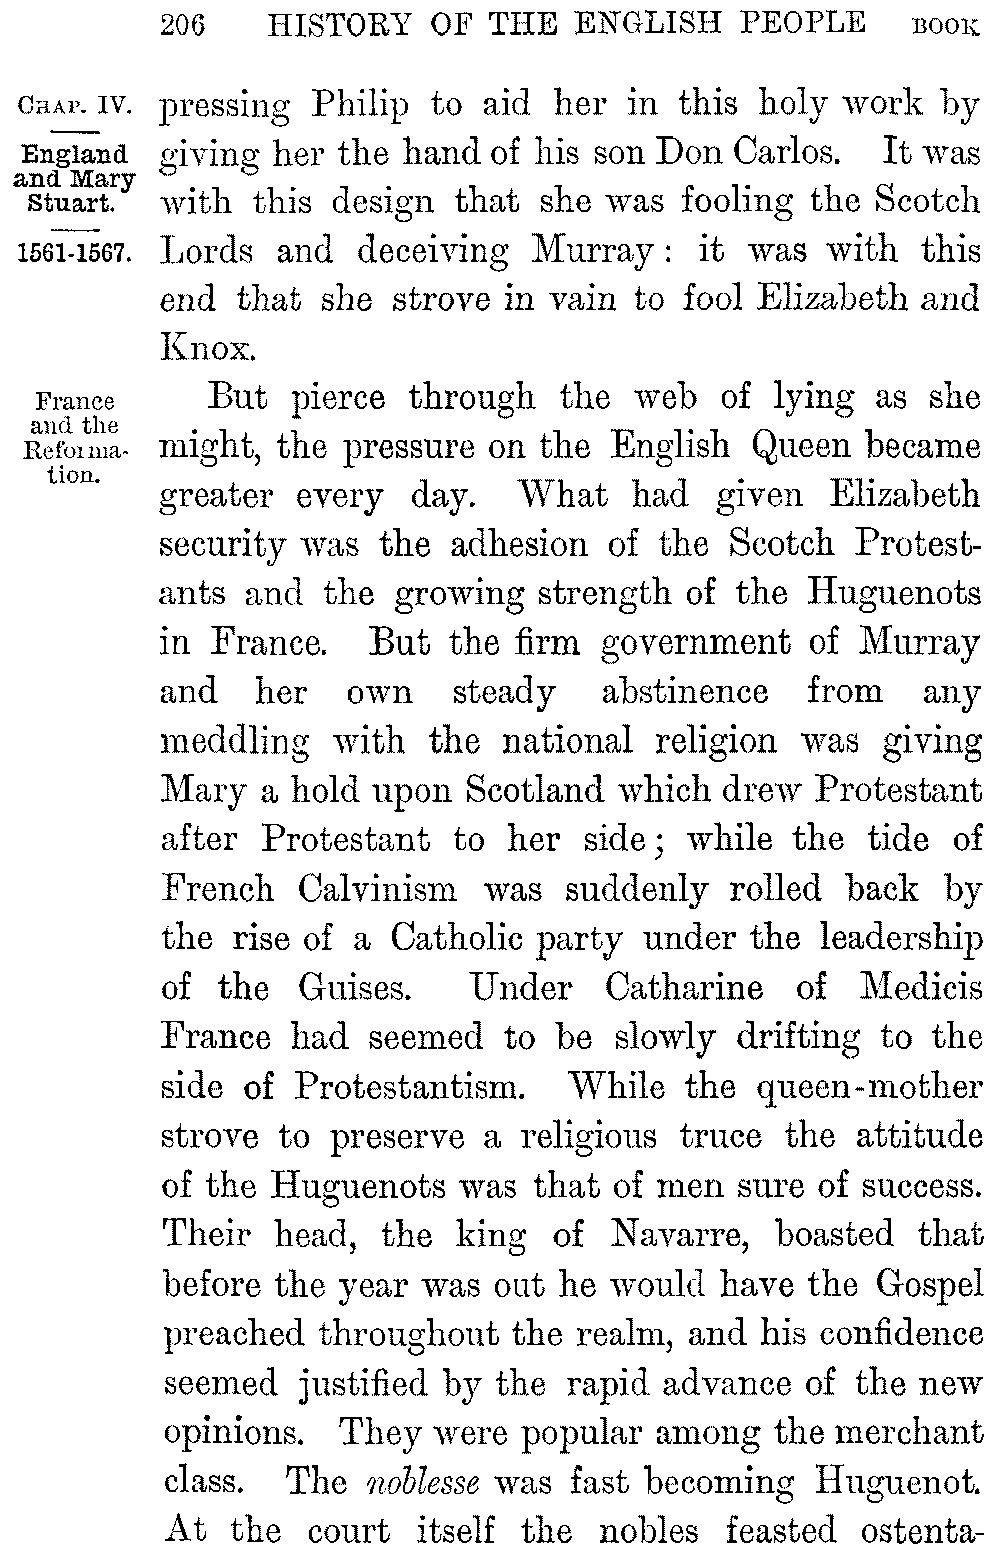 206 HISTORY OF THE ENGLISH PEOPLE BOOK
CHAP. IV.
England
and Mary
Stuart.
1561-1567.
pressing Philip to aid her in this holy work by
giving her the hand of his son Don Carlos. It was
with this design that she was fooling the Scotch
Lords and deceiving Murray: it was with this
end that she strove in vain to fool Elizabeth and
Knox.
France
and the
Reforma-
tion.
But pierce through the web of lying as she
might, the pressure on the English Queen became
greater every day. What had given Elizabeth
security was the adhesion of the Scotch Protest-
ants and the growing strength of the Huguenots
in France. But the firm government of Murray
and her own steady abstinence from any
meddling with the national religion was giving
Mary a hold upon Scotland which drew Protestant
after Protestant to her side; while the tide of
French Calvinism was suddenly rolled back by
the rise of a Catholic party under the leadership
of the Guises. Under Catharine of Medicis
France had seemed to be slowly drifting to the
side of Protestantism. While the queen-mother
strove to preserve a religious truce the attitude
of the Huguenots was that of men sure of success.
Their head, the king of Navarre, boasted that
before the year was out he would have the Gospel
preached throughout the realm, and his confidence
seemed justified by the rapid advance of the new
opinions. They were popular among the merchant
class. The noblesse was fast becoming Huguenot.
At the court itself the nobles feasted ostenta-